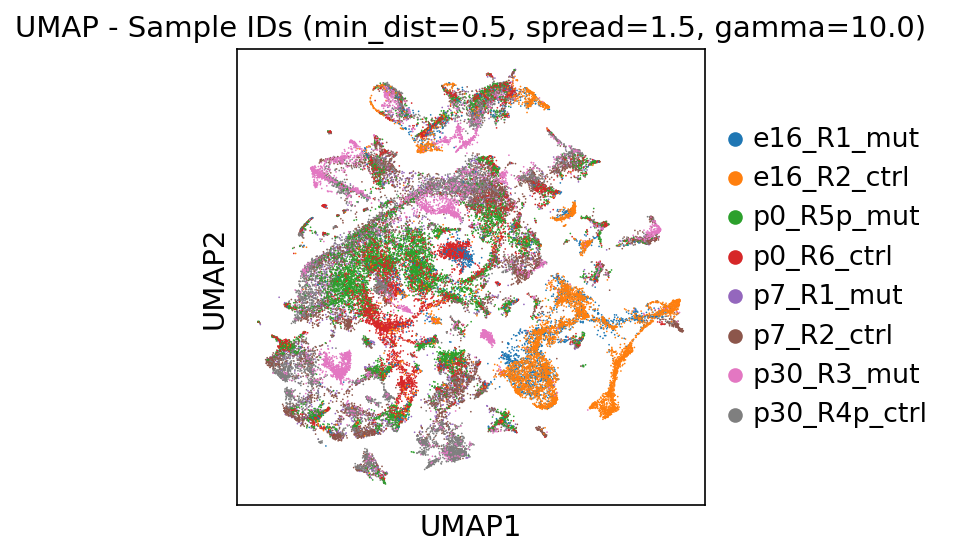 UMAP - Sample IDs (min_dist=0.5, spread=1.5, gamma=10.0)
UMAP2
e16_R1_mut
e16_R2_ctrl
p0_R5p_mut
p0_R6_ctrl
p7_R1_mut
p7_R2_ctrl
p30_R3_mut
p30_R4p_ctrl
UMAP1